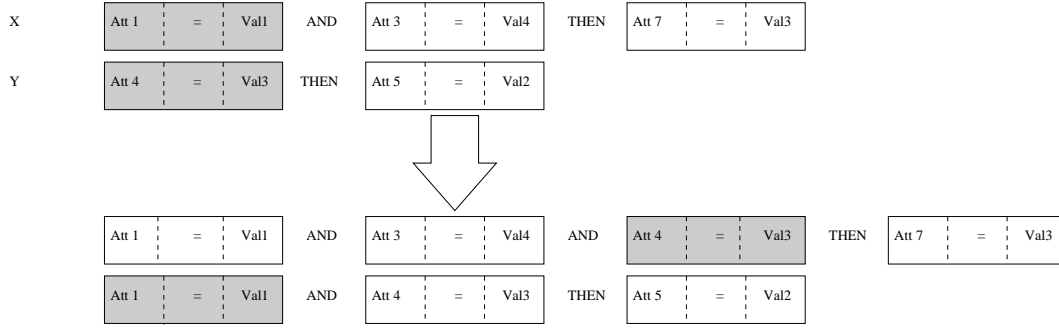 X Att 1 = Val1 AND Att 3 = Val4 THEN Att 7 = Val3
Y Att 4 = Val3 THEN Att 5 = Val2
Att 1 = Val1 AND Att 3 = Val4 AND Att 4 = Val3 THEN Att 7 = Val3
Att 1 = Val1 AND Att 4 = Val3 THEN Att 5 = Val2